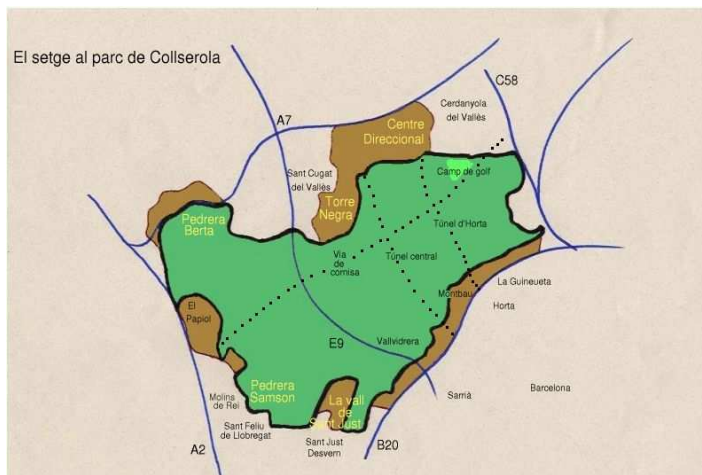 El setge al parc de Collserola
C58
Cerdanyola
del Vallès
A7
Centre
Direccional
Sant Cugat
del Vallès
Camp de golf
Torre
Negra
Pedrera
Berta
Túnel d'Horta
Via
de
cornisa
Túnel central
La Guineueta
Montbau
Horta
El
Papiol
E9
Vallvidrera
Pedrera
Samson
Molins
de Rei
La vall
de
Sant Just
Sarrià
Barcelona
Sant Feliu
de Llobregat
Sant Just
Desvern
A2
B20